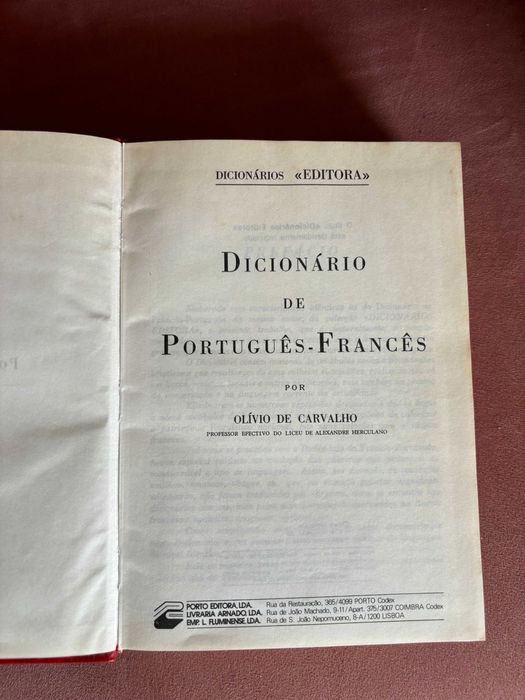 DICIONÁRIOS «EDITORA»
DICIONÁRIO
DE
PORTUGUÊS-FRANCÊS
POR
OLÍVIO DE CARVALHO
PROFESSOR EFECTIVO DO LICEU DE ALEXANDRE HERCULANO
PORTO EDITORA, LDA. Rua da Restauração, 365/4099 PORTO Codex
LIVRARIA ARNADO, LDA. Rua de João Machado, 9-11/Apart. 375/3007 COIMBRA Codex
EMP. L. FLUMINENSE, LDA. Rua de S. João Nepomuceno, 8-A/1200 LISBOA